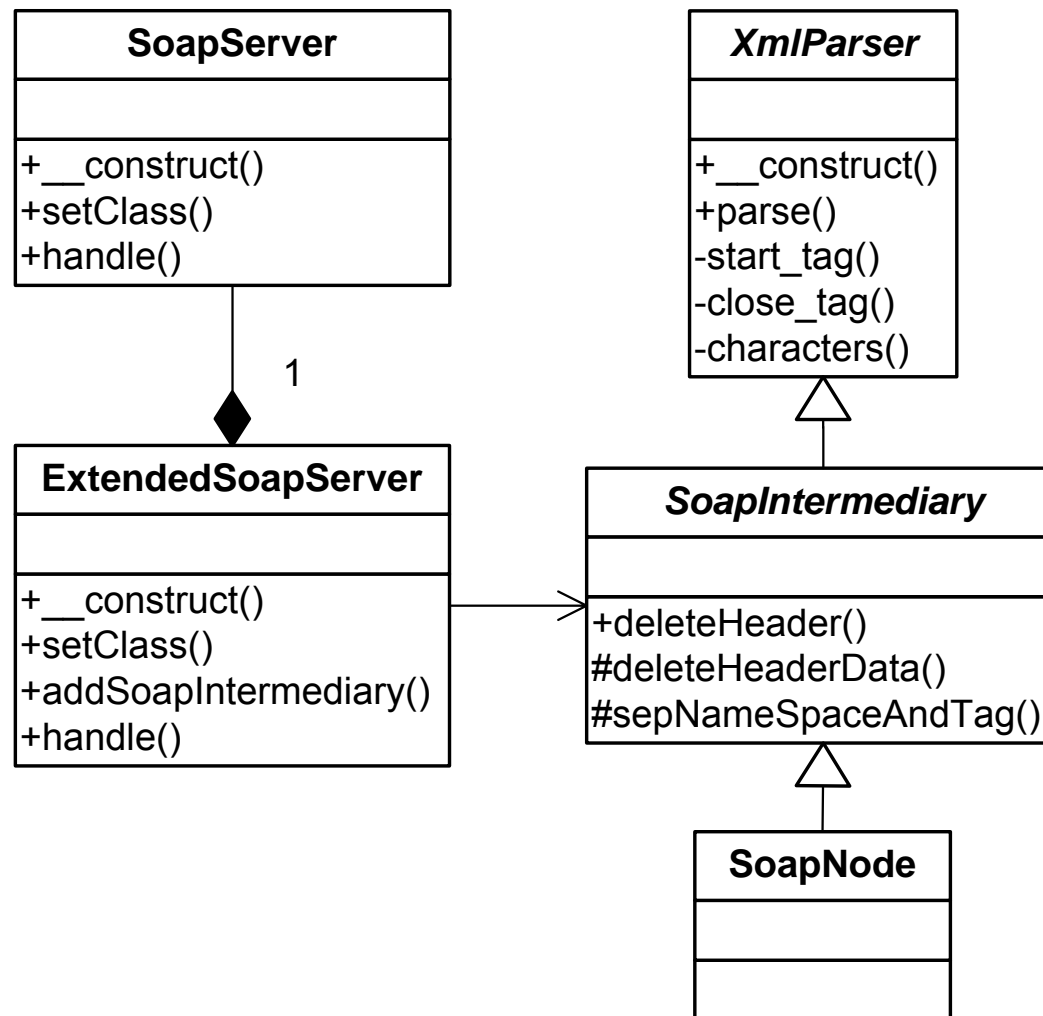 SoapServer
+__construct()
+setClass()
+handle()
1
ExtendedSoapServer
+__construct()
+setClass()
+addSoapIntermediary()
+handle()
XmlParser
+__construct()
+parse()
-start_tag()
-close_tag()
-characters()
SoapIntermediary
+deleteHeader()
#deleteHeaderData()
#sepNameSpaceAndTag()
SoapNode